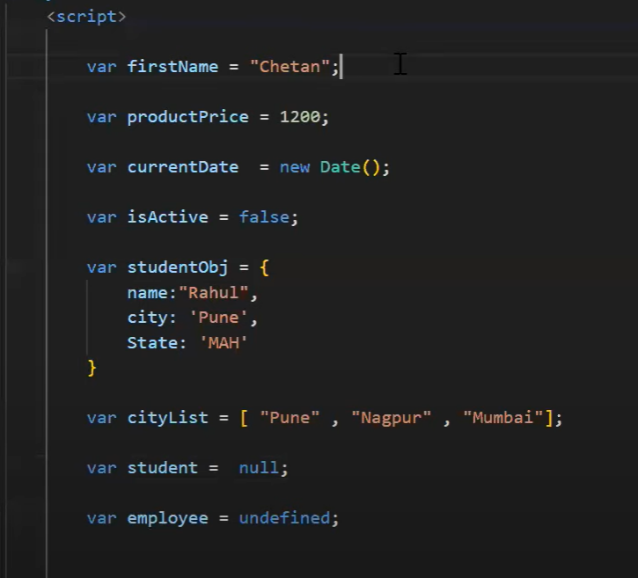 <script>
var firstName = "Chetan";
var productPrice = 1200;
var currentDate  = new Date();
var isActive = false;
var studentObj = {
name:"Rahul",
city: 'Pune',
State: 'MAH'
}
var cityList = [ "Pune" , "Nagpur" , "Mumbai"];
var student =  null;
var employee = undefined;